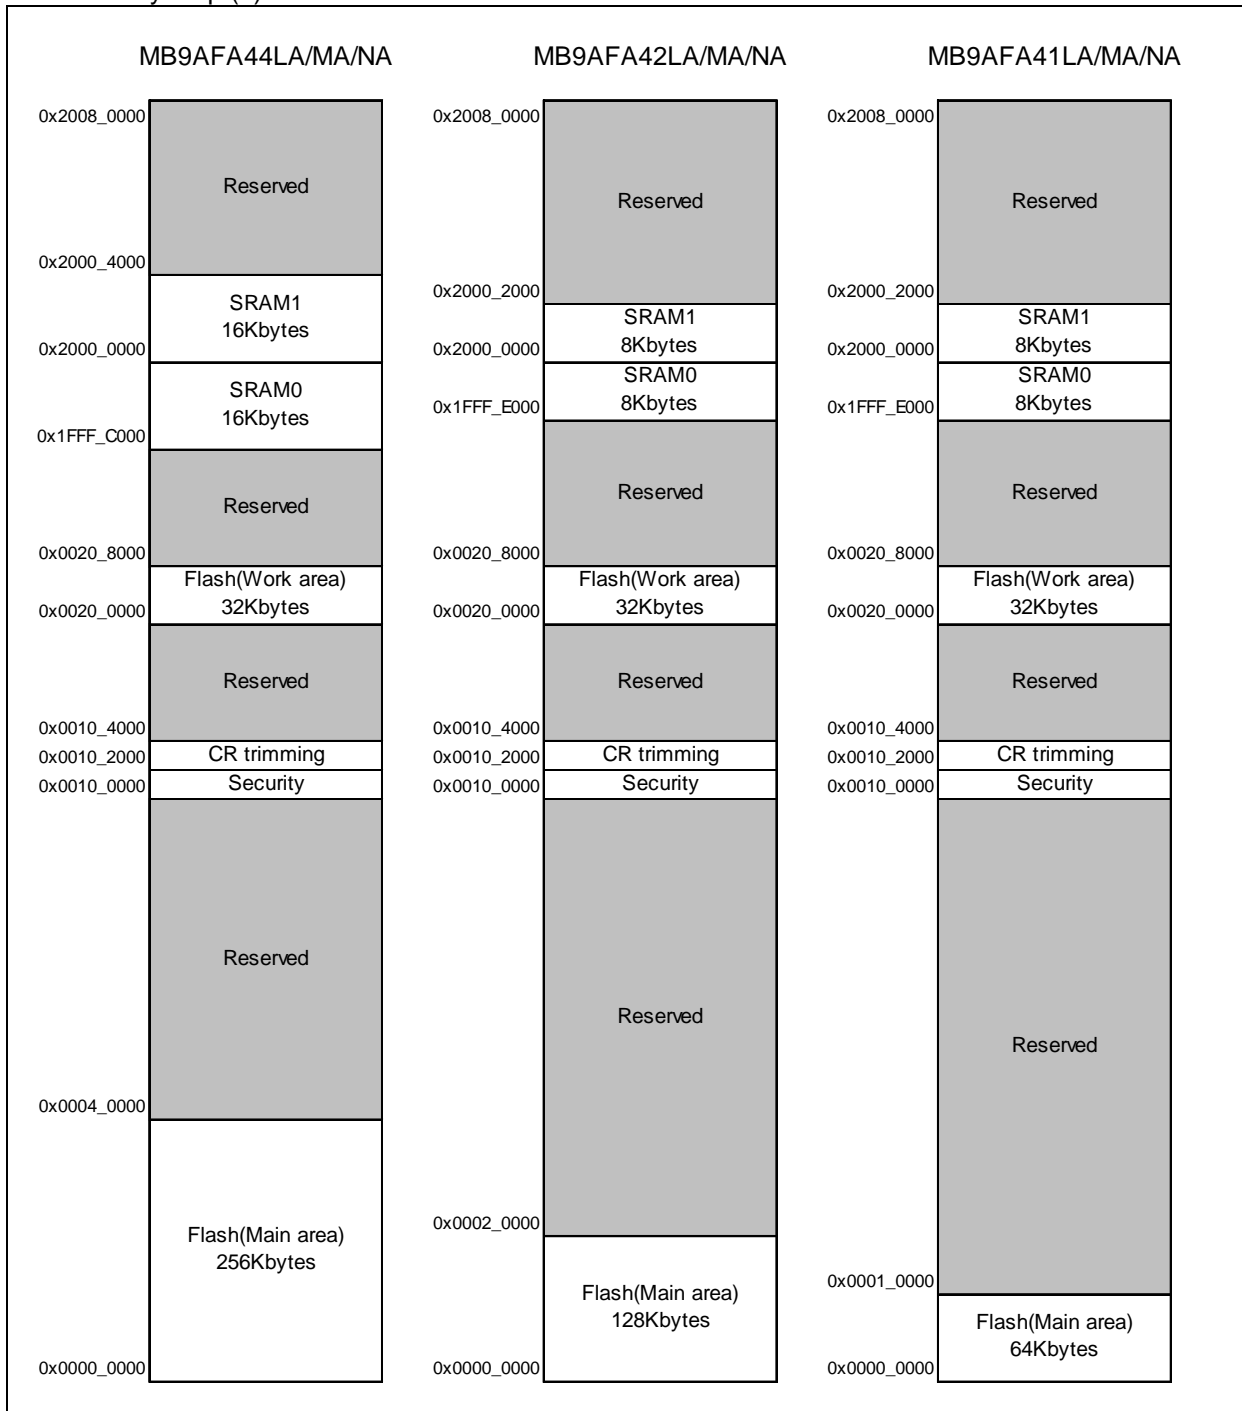 MB9AFA44LA/MA/NA
0x2008_0000
Reserved
0x2000_4000
SRAM1
16Kbytes
0x2000_0000
SRAM0
16Kbytes
0x1FFF_C000
Reserved
0x0020_8000
Flash(Work area)
32Kbytes
0x0020_0000
Reserved
0x0010_4000
CR trimming
0x0010_2000
Security
0x0010_0000
Reserved
0x0004_0000
Flash(Main area)
256Kbytes
0x0000_0000
MB9AFA42LA/MA/NA
0x2008_0000
Reserved
0x2000_2000
SRAM1
8Kbytes
0x2000_0000
SRAM0
8Kbytes
0x1FFF_E000
Reserved
0x0020_8000
Flash(Work area)
32Kbytes
0x0020_0000
Reserved
0x0010_4000
CR trimming
0x0010_2000
Security
0x0010_0000
Reserved
0x0002_0000
Flash(Main area)
128Kbytes
0x0000_0000
MB9AFA41LA/MA/NA
0x2008_0000
Reserved
0x2000_2000
SRAM1
8Kbytes
0x2000_0000
SRAM0
8Kbytes
0x1FFF_E000
Reserved
0x0020_8000
Flash(Work area)
32Kbytes
0x0020_0000
Reserved
0x0010_4000
CR trimming
0x0010_2000
Security
0x0010_0000
Reserved
0x0001_0000
Flash(Main area)
64Kbytes
0x0000_0000